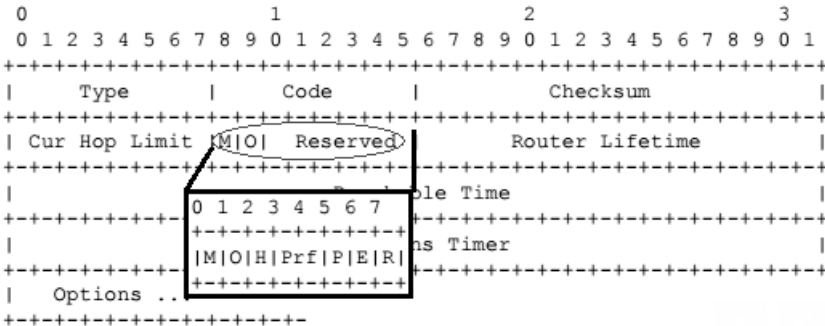 0 1 2 3
0 1 2 3 4 5 6 7 8 9 0 1 2 3 4 5 6 7 8 9 0 1 2 3 4 5 6 7 8 9 0 1
+-+-+-+-+-+-+-+-+-+-+-+-+-+-+-+-+-+-+-+-+-+-+-+-+-+-+-+-+-+-+-+-+
| Type | Code | Checksum |
+-+-+-+-+-+-+-+-+-+-+-+-+-+-+-+-+-+-+-+-+-+-+-+-+-+-+-+-+-+-+-+-+
| Cur Hop Limit |M|O| Reserved | Router Lifetime |
+-+-+-+-+-+-+-+-+-+-+-+-+-+-+-+-+-+-+-+-+-+-+-+-+-+-+-+-+-+-+-+-+
| ble Time |
0 1 2 3 4 5 6 7
+-+-+-+-+-+-+-+-+
|M|O|H|Prf|P|E|R|
+-+-+-+-+-+-+-+-+
| Timer |
+-+-+-+-+-+-+-+-+-+-+-+-+-+-+-+-+
| Options ..
+-+-+-+-+-+-+-+-+-+-+-+-